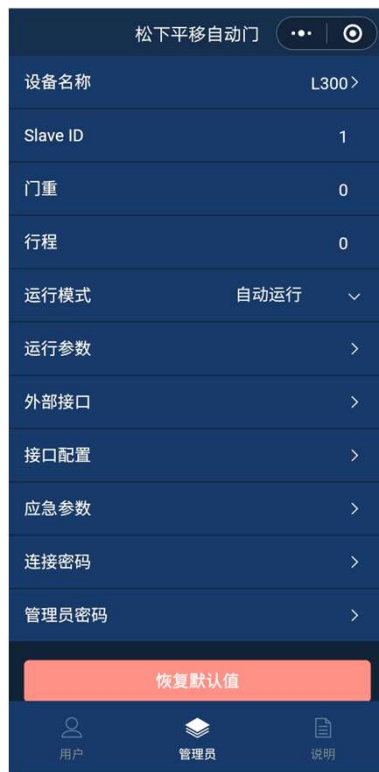 松下平移自动门
设备名称 L300
Slave ID 1
门重 0
行程 0
运行模式 自动运行
运行参数
外部接口
接口配置
应急参数
连接密码
管理员密码
恢复默认值
用户 管理员 说明